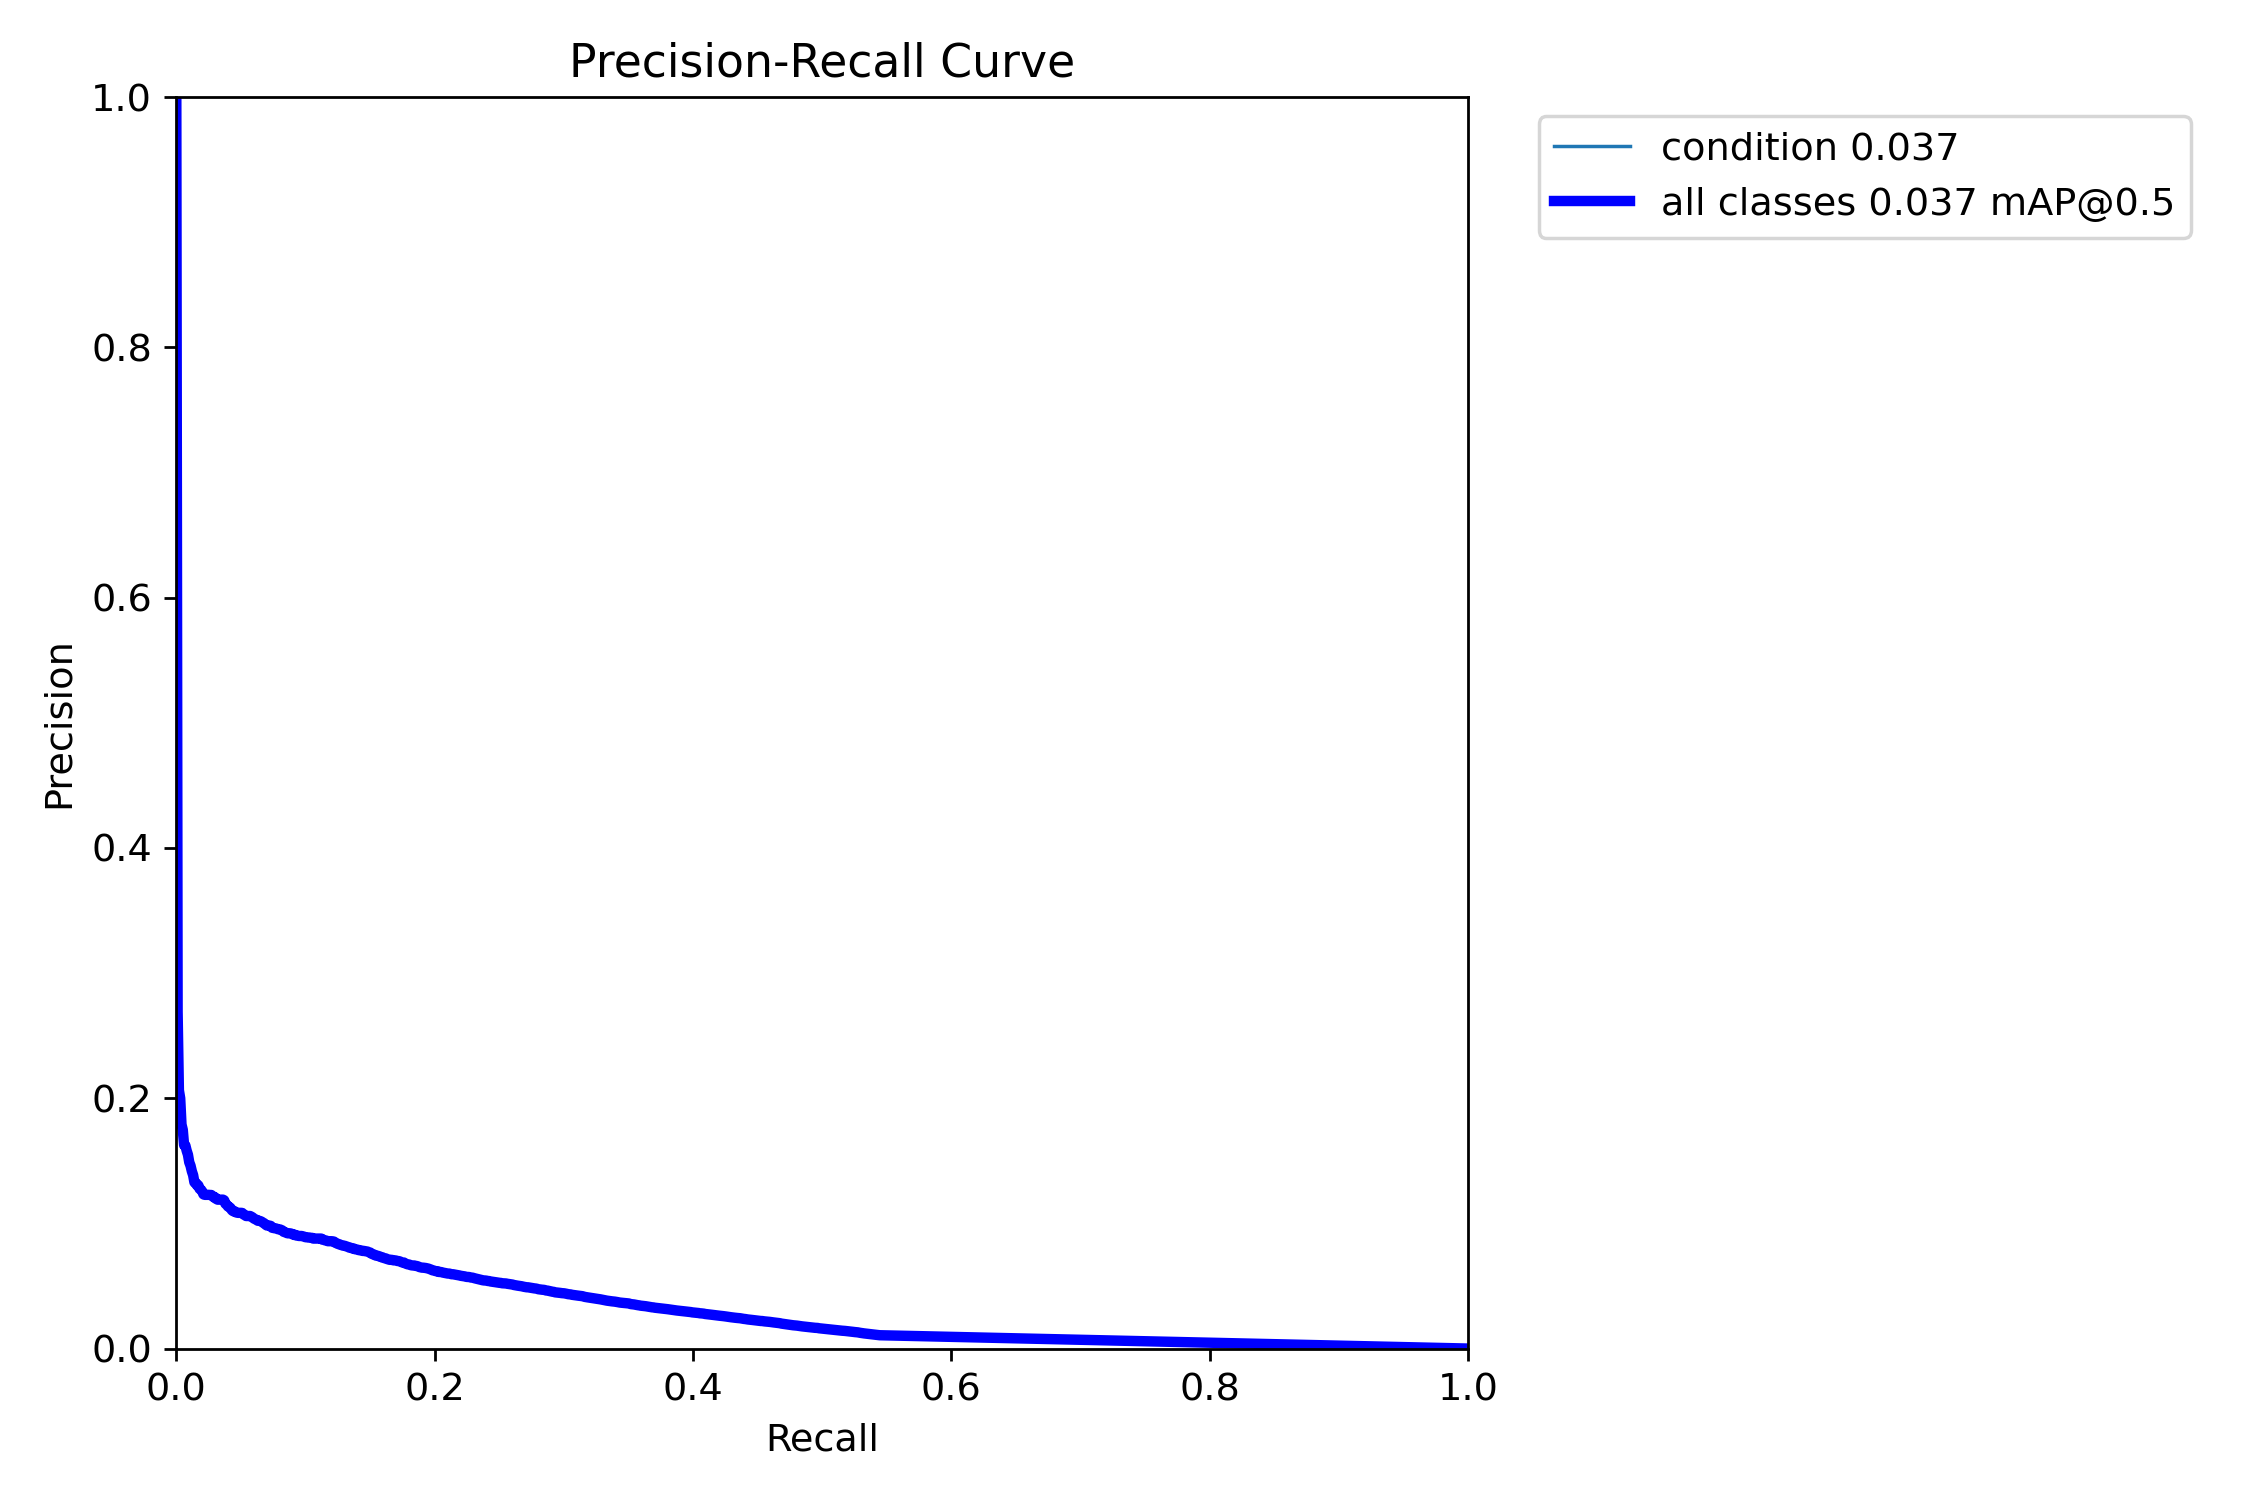 Precision-Recall Curve
condition 0.037
all classes 0.037 mAP@0.5
Precision
1.0
0.8
0.6
0.4
0.2
0.0
0.0 0.2 0.4 0.6 0.8 1.0
Recall